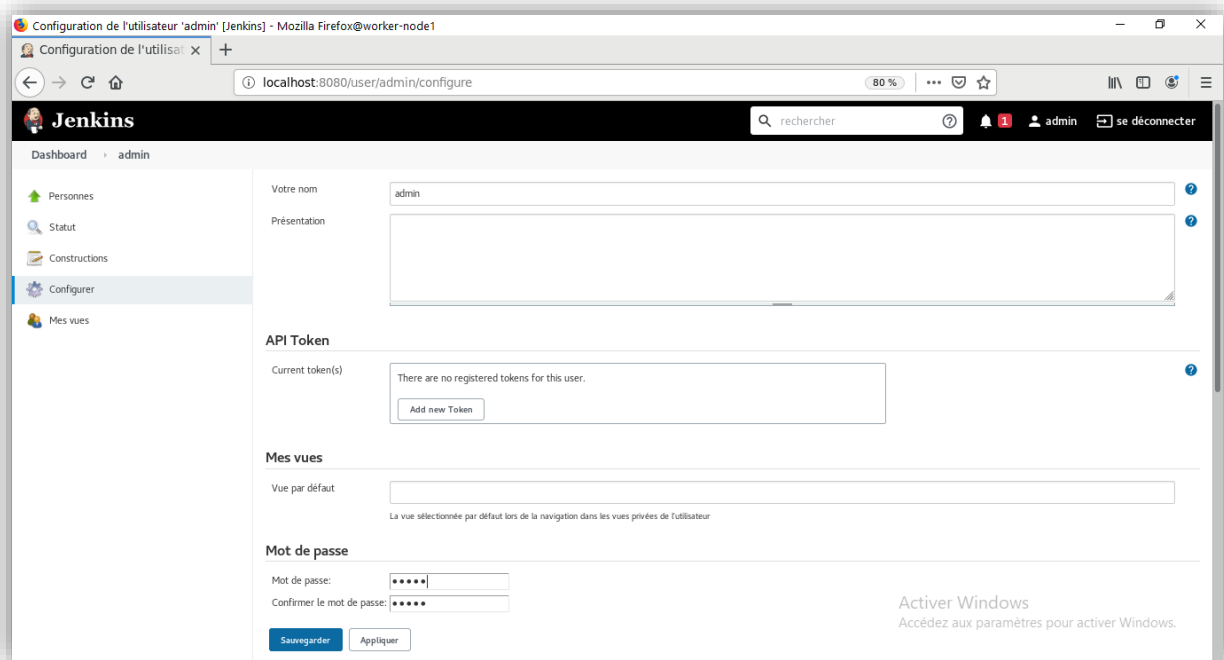 Configuration de l'utilisateur 'admin' [Jenkins] - Mozilla Firefox@worker-node1
Configuration de l'utilisat
localhost:8080/user/admin/configure
80 %
Jenkins
rechercher
1
admin
se déconnecter
Dashboard
admin
Personnes
Statut
Constructions
Configurer
Mes vues
Votre nom
admin
Présentation
API Token
Current token(s)
There are no registered tokens for this user.
Add new Token
Mes vues
Vue par défaut
La vue sélectionnée par défaut lors de la navigation dans les vues privées de l'utilisateur
Mot de passe
Mot de passe:
•••••
Confirmer le mot de passe:
•••••
Sauvegarder
Appliquer
Activer Windows
Accédez aux paramètres pour activer Windows.